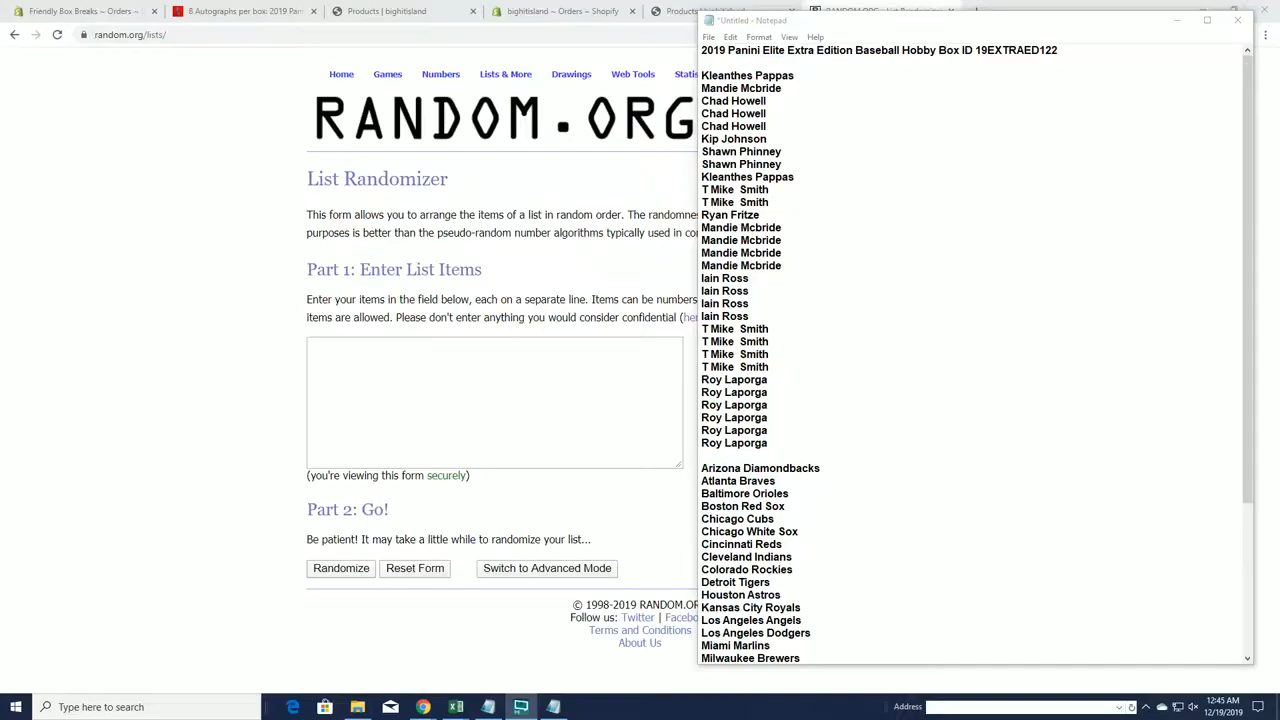 Friendly Box Breaks - Orders ~ S
8 Autographs per box: 2019 Pani
Products | bighitisland
bighitisland ~ Orders ~ Shopify
random.org/lists/
Home Games Numbers Lists & More Drawings Web Tools
RANDOM.ORG
List Randomizer
This form allows you to arrange the items of a list in random order. The randomne
purposes is better than the pseudo-random number algorithms typically used in co
Part 1: Enter List Items
Enter your items in the field below, each on a separate line. Items can be numbers
items are allowed. Please don't enter anything you would consider confidential (her
(you're viewing this form securely)
Part 2: Go!
Be patient! It may take a little while to randomize your list...
Randomize Reset Form Switch to Advanced Mode
© 1998-2019 RANDOM.OR
Follow us: Twitter | Facebo
Terms and Conditions
About Us
*Untitled - Notepad
File Edit Format View Help
2019 Panini Elite Extra Edition Baseball Hobby Box ID 19EXTRAED122
Kleanthes Pappas
Mandie Mcbride
Chad Howell
Chad Howell
Chad Howell
Kip Johnson
Shawn Phinney
Shawn Phinney
Kleanthes Pappas
T Mike  Smith
T Mike  Smith
Ryan Fritze
Mandie Mcbride
Mandie Mcbride
Mandie Mcbride
Mandie Mcbride
Iain Ross
Iain Ross
Iain Ross
Iain Ross
T Mike  Smith
T Mike  Smith
T Mike  Smith
T Mike  Smith
Roy Laporga
Roy Laporga
Roy Laporga
Roy Laporga
Roy Laporga
Roy Laporga
Arizona Diamondbacks
Atlanta Braves
Baltimore Orioles
Boston Red Sox
Chicago Cubs
Chicago White Sox
Cincinnati Reds
Cleveland Indians
Colorado Rockies
Detroit Tigers
Houston Astros
Kansas City Royals
Los Angeles Angels
Los Angeles Dodgers
Miami Marlins
Milwaukee Brewers
Type here to search
Address
12:45 AM
12/19/2019